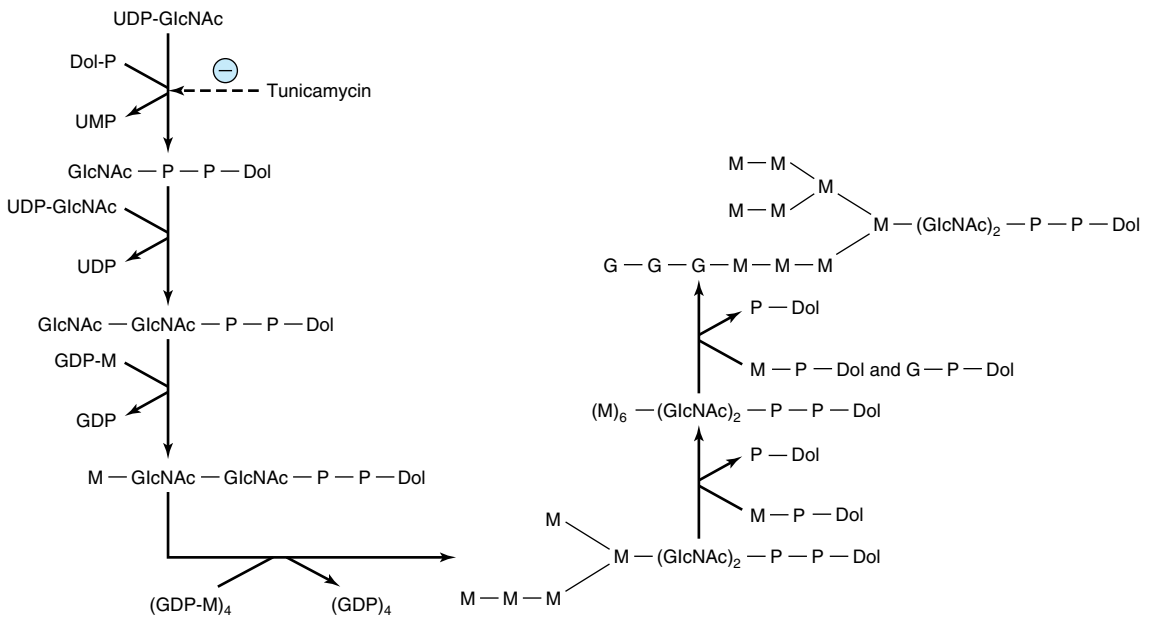 UDP-GlcNAc
Dol-P
− Tunicamycin
UMP
GlcNAc — P — P — Dol
UDP-GlcNAc
UDP
GlcNAc — GlcNAc — P — P — Dol
GDP-M
GDP
M — GlcNAc — GlcNAc — P — P — Dol
(GDP-M)₄
(GDP)₄
M
M — (GlcNAc)₂ — P — P — Dol
M — M — M
P — Dol
M — P — Dol
(M)₆ — (GlcNAc)₂ — P — P — Dol
P — Dol
M — P — Dol and G — P — Dol
M — M
M
M — M
M — (GlcNAc)₂ — P — P — Dol
G — G — G — M — M — M